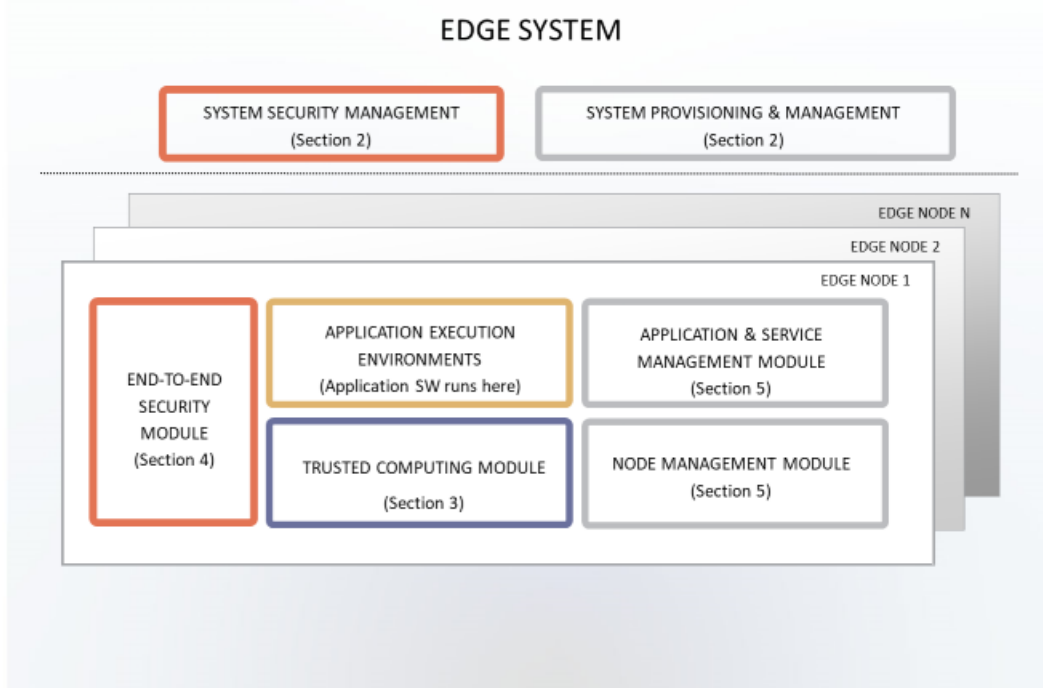 EDGE SYSTEM
SYSTEM SECURITY MANAGEMENT
(Section 2)
SYSTEM PROVISIONING & MANAGEMENT
(Section 2)
EDGE NODE N
EDGE NODE 2
EDGE NODE 1
END-TO-END
SECURITY
MODULE
(Section 4)
APPLICATION EXECUTION
ENVIRONMENTS
(Application SW runs here)
APPLICATION & SERVICE
MANAGEMENT MODULE
(Section 5)
TRUSTED COMPUTING MODULE
(Section 3)
NODE MANAGEMENT MODULE
(Section 5)